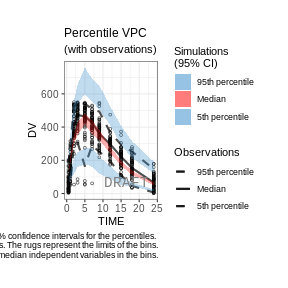 Percentile VPC
(with observations)
Simulations
(95% CI)
95th percentile
Median
5th percentile
Observations
95th percentile
Median
5th percentile
DV
600
400
200
0
0
5
10
15
20
25
TIME
% confidence intervals for the percentiles.
s. The rugs represent the limits of the bins.
median independent variables in the bins.